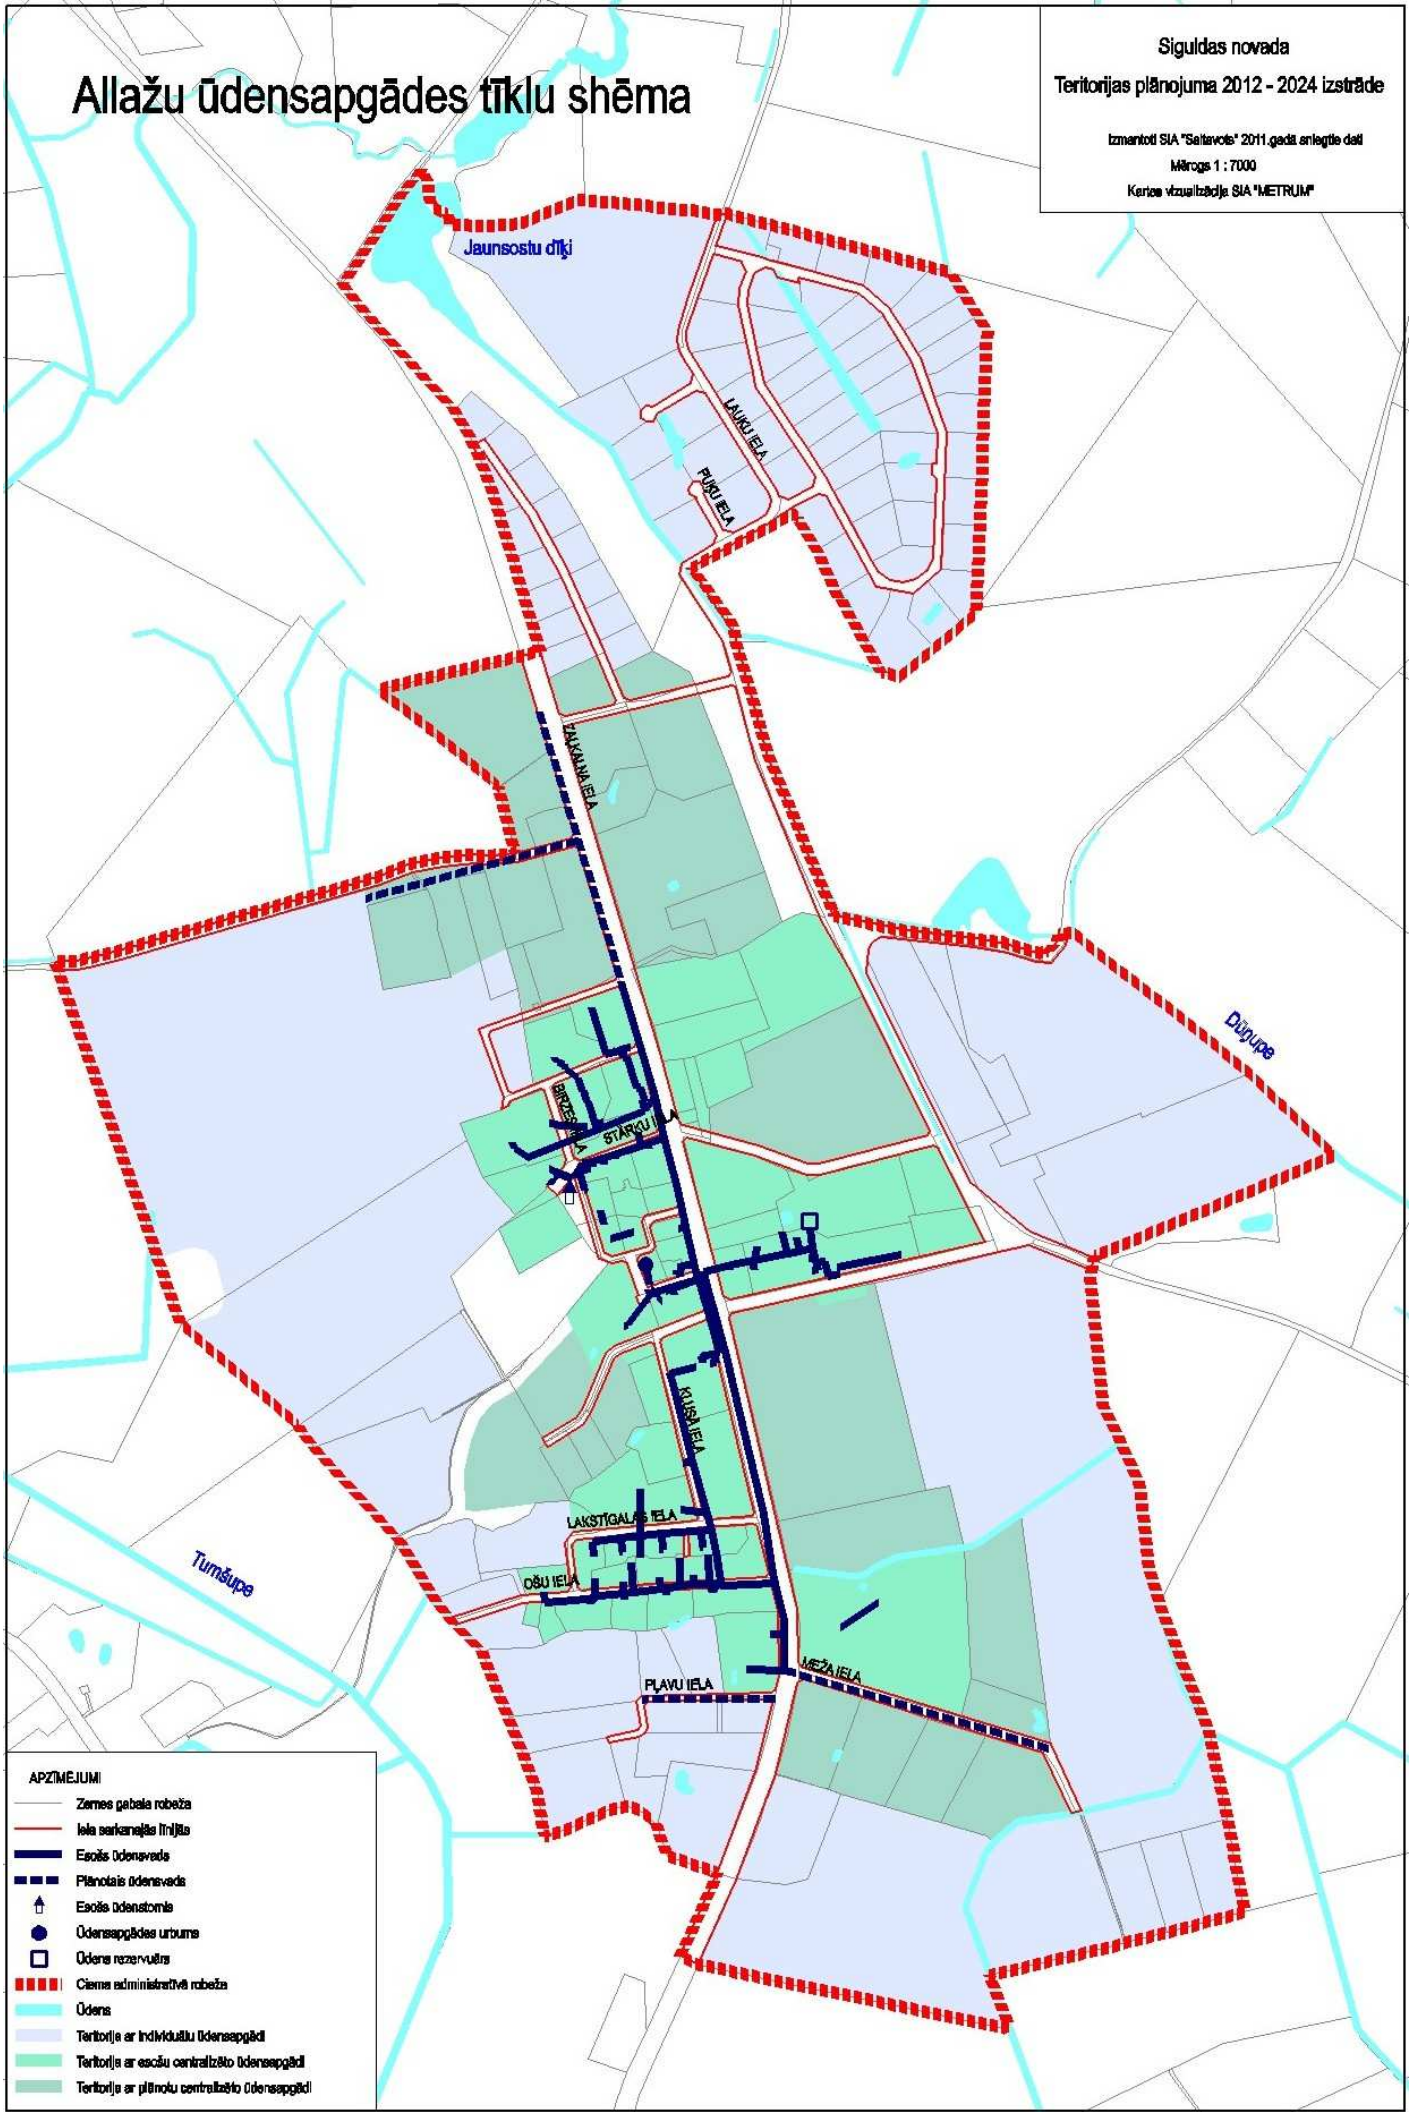 Allažu ūdensapgādes tīklu shēma
Siguldas novada
Teritorijas plānojuma 2012 - 2024 izstrāde
Izmantoti SIA "Saltavots" 2011.gadā sniegtie dati
Mērogs 1 : 7000
Kartes vizualizācija SIA "METRUM"
Jaunsostu dīķi
LAUKU IELA
PUĶU IELA
ZAĻKALNA IELA
Dūņupe
BIRZES IELA
STĀRĶU IELA
KLUSĀ IELA
LAKSTĪGALAS IELA
OŠU IELA
Tumšupe
MEŽA IELA
PĻAVU IELA
APZĪMĒJUMI
Zemes gabala robeža
Iela sarkanajās līnijās
Esošs ūdensvads
Plānotais ūdensvads
Esošs ūdenstornis
Ūdensapgādes urbums
Ūdens rezervuārs
Ciema administratīvā robeža
Ūdens
Teritorija ar individuālu ūdensapgādi
Teritorija ar esošu centralizēto ūdensapgādi
Teritorija ar plānotu centralizēto ūdensapgādi